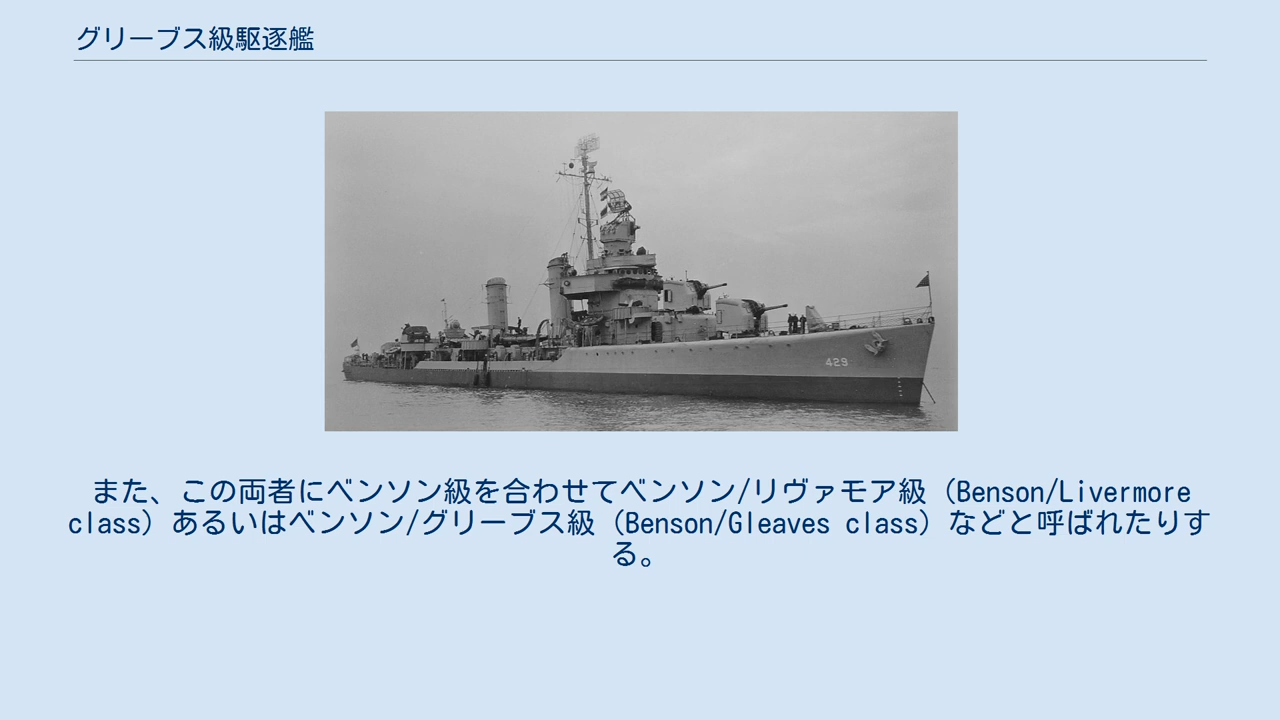 グリーブス級駆逐艦
429
また、この両者にベンソン級を合わせてベンソン/リヴァモア級（Benson/Livermore
class）あるいはベンソン/グリーブス級（Benson/Gleaves class）などと呼ばれたりす
る。